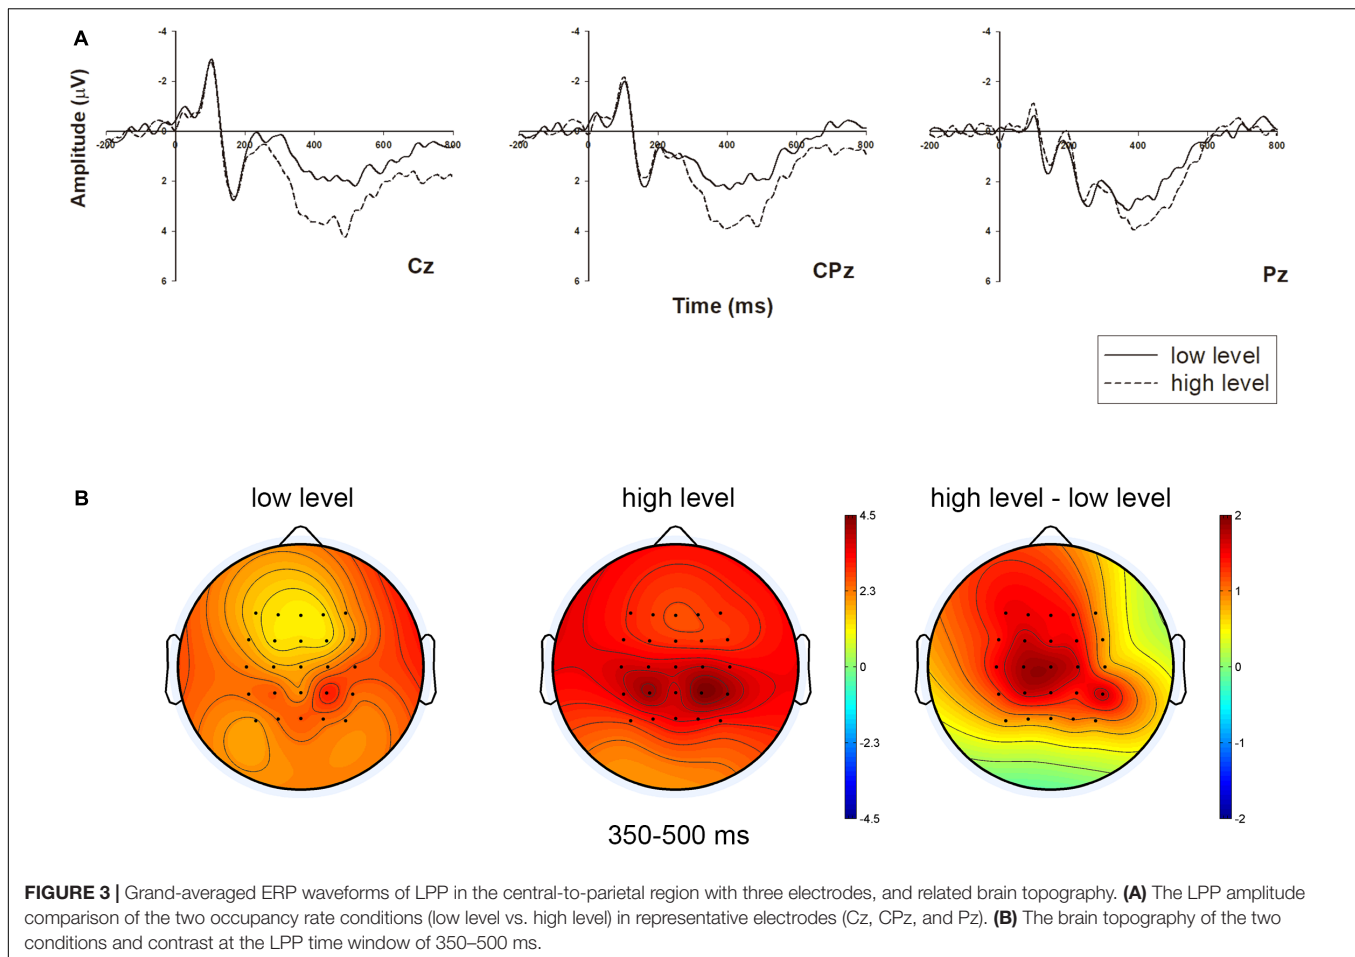 A
Amplitude (μV)
-4
-2
0
2
4
6
-200
0
200
400
600
800
Cz
-4
-2
0
2
4
6
-200
0
200
400
600
800
CPz
-4
-2
0
2
4
6
-200
0
200
400
600
800
Pz
Time (ms)
low level
high level
B
low level
high level
high level - low level
4.5
2.3
0
-2.3
-4.5
2
1
0
-1
-2
350-500 ms
FIGURE 3 | Grand-averaged ERP waveforms of LPP in the central-to-parietal region with three electrodes, and related brain topography. (A) The LPP amplitude
comparison of the two occupancy rate conditions (low level vs. high level) in representative electrodes (Cz, CPz, and Pz). (B) The brain topography of the two
conditions and contrast at the LPP time window of 350–500 ms.